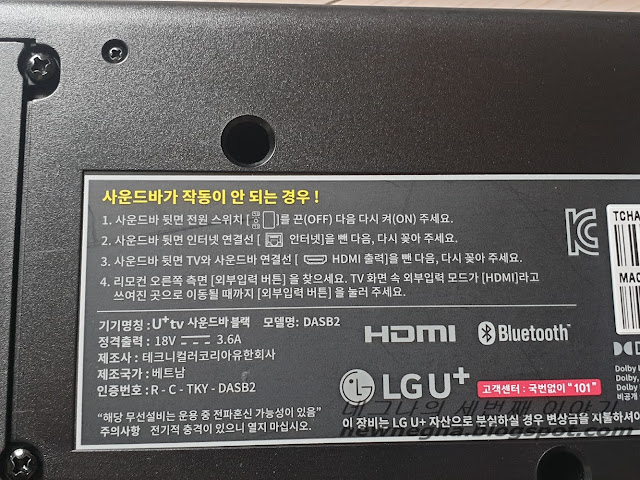 사운드바가 작동이 안 되는 경우 !
1. 사운드바 뒷면 전원 스위치 [ ]를 끈(OFF) 다음 다시 켜(ON) 주세요.
2. 사운드바 뒷면 인터넷 연결선 [ 인터넷]을 뺀 다음, 다시 꽂아 주세요.
3. 사운드바 뒷면 TV와 사운드바 연결선 [ HDMI 출력]을 뺀 다음, 다시 꽂아 주세요.
4. 리모컨 오른쪽 측면 [외부입력 버튼] 을 찾으세요. TV 화면 속 외부입력 모드가 [HDMI]라고
쓰여진 곳으로 이동될 때까지 [외부입력 버튼] 을 눌러 주세요.
기기명칭 : U+tv 사운드바 블랙 모델명: DASB2
정격출력 : 18V 3.6A
제조사 : 테크니컬러코리아유한회사
제조국가 : 베트남
인증번호 : R - C - TKY - DASB2
"해당 무선설비는 운용 중 전파혼신 가능성이 있음"
주의사항 전기적 충격이 있으니 열지 마십시오.
HDMI
Bluetooth™
LG U+
고객센터 : 국번없이 "101"
이 장비는 LG U+ 자산으로 분실하실 경우 변상금을 지불하셔
KC
TCHA
MAC
Dolby
Dolby,
Dolby
비공개
newnegna.blogspot.com